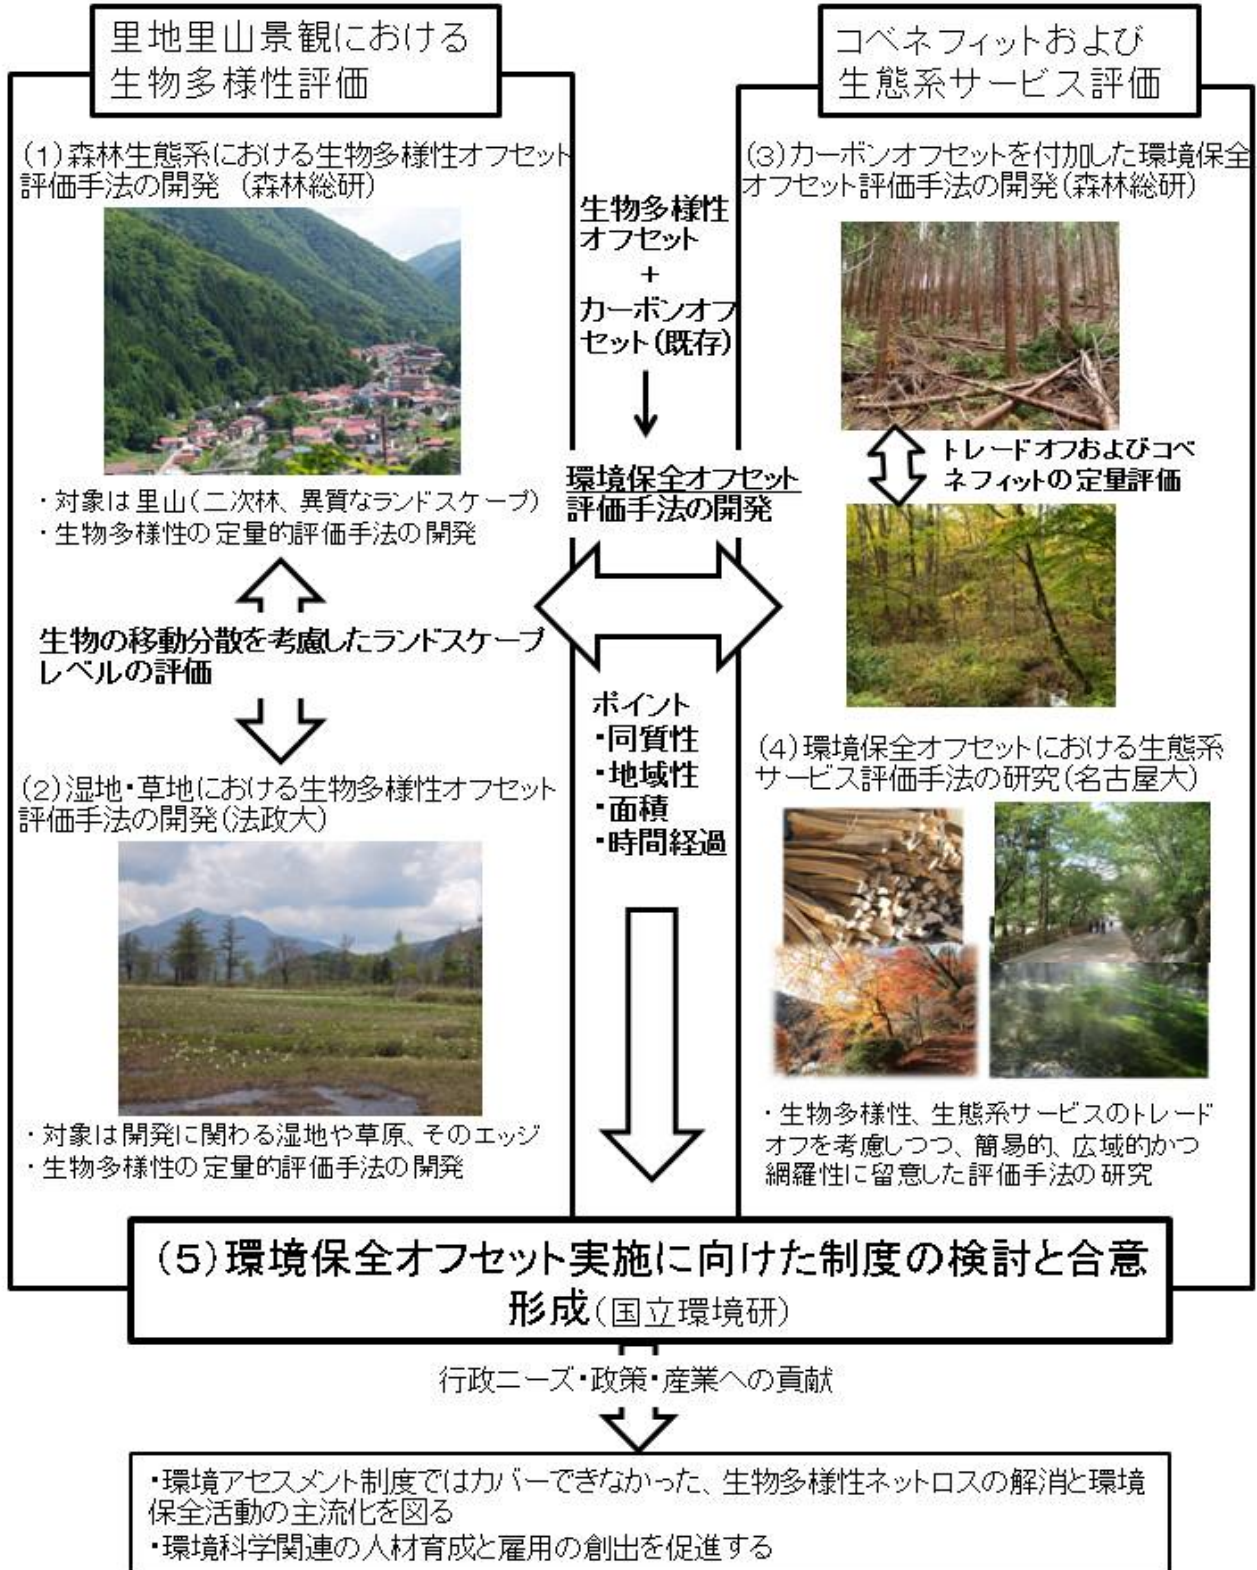 里地里山景観における
生物多様性評価
(1)森林生態系における生物多様性オフセット
評価手法の開発 (森林総研)
・対象は里山(二次林、異質なランドスケープ)
・生物多様性の定量的評価手法の開発
生物の移動分散を考慮したランドスケープ
レベルの評価
(2)湿地・草地における生物多様性オフセット
評価手法の開発(法政大)
・対象は開発に関わる湿地や草原、そのエッジ
・生物多様性の定量的評価手法の開発
生物多様性
オフセット
+
カーボンオフ
セット(既存)
環境保全オフセット
評価手法の開発
ポイント
・同質性
・地域性
・面積
・時間経過
コベネフィットおよび
生態系サービス評価
(3)カーボンオフセットを付加した環境保全
オフセット評価手法の開発(森林総研)
トレードオフおよびコベ
ネフィットの定量評価
(4)環境保全オフセットにおける生態系
サービス評価手法の研究(名古屋大)
・生物多様性、生態系サービスのトレード
オフを考慮しつつ、簡易的、広域的かつ
網羅性に留意した評価手法の研究
(5)環境保全オフセット実施に向けた制度の検討と合意
形成(国立環境研)
行政ニーズ・政策・産業への貢献
・環境アセスメント制度ではカバーできなかった、生物多様性ネットロスの解消と環境
保全活動の主流化を図る
・環境科学関連の人材育成と雇用の創出を促進する